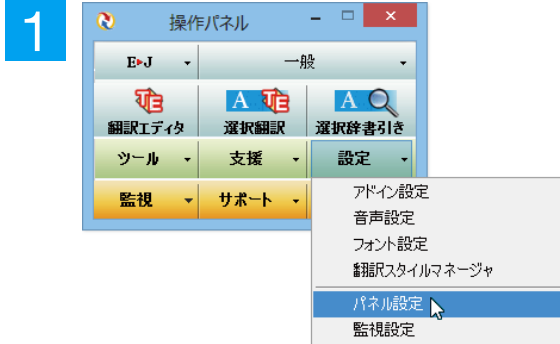 1
操作パネル
E▸J
一般
翻訳エディタ
選択翻訳
選択辞書引き
ツール
支援
設定
監視
サポート
アドイン設定
音声設定
フォント設定
翻訳スタイルマネージャ
パネル設定
監視設定